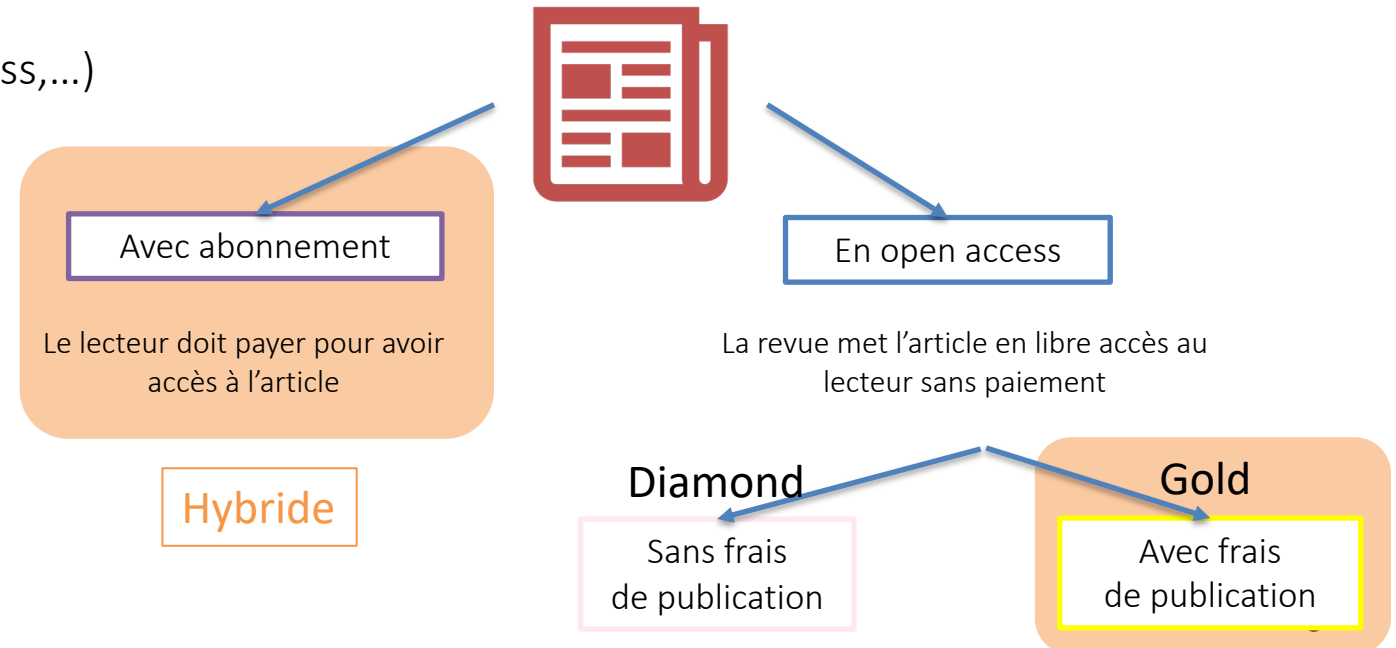 ss,...)
Avec abonnement
En open access
Le lecteur doit payer pour avoir
accès à l’article
La revue met l’article en libre accès au
lecteur sans paiement
Hybride
Diamond
Gold
Sans frais
de publication
Avec frais
de publication